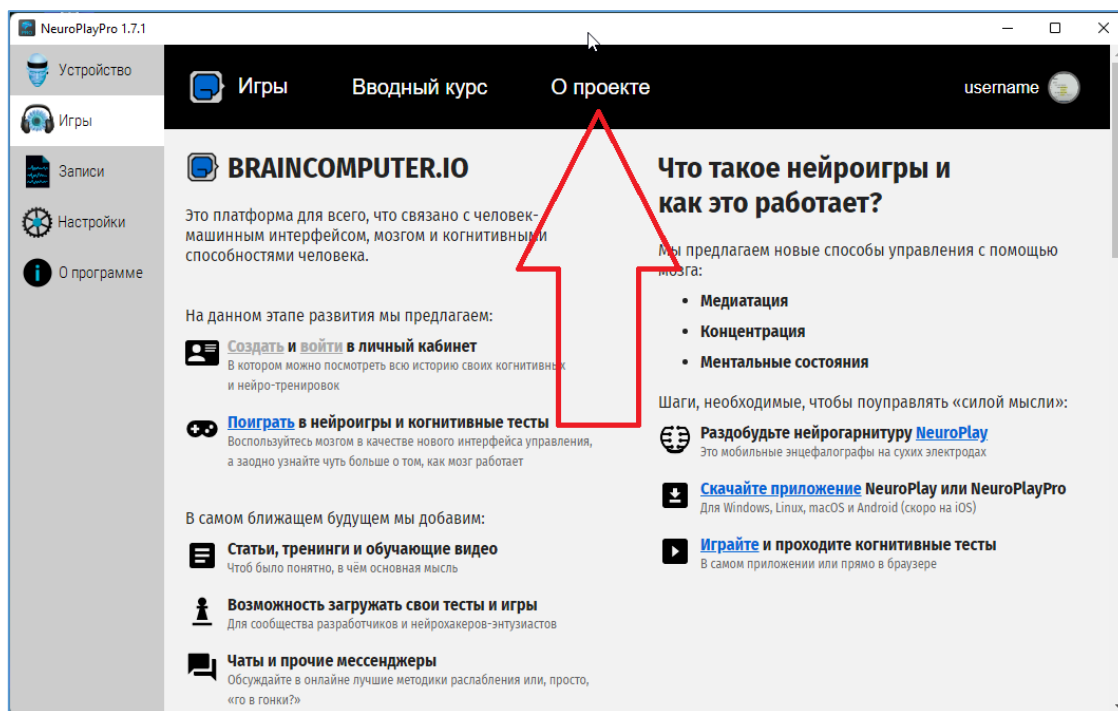 NeuroPlayPro 1.7.1
Устройство
Игры
Записи
Настройки
О программе
Игры
Вводный курс
О проекте
username
BRAINCOMPUTER.IO
Это платформа для всего, что связано с человек-
машинным интерфейсом, мозгом и когнитивными
способностями человека.
На данном этапе развития мы предлагаем:
Создать и войти в личный кабинет
В котором можно посмотреть всю историю своих когнитивных
и нейро-тренировок
Поиграть в нейроигры и когнитивные тесты
Воспользуйтесь мозгом в качестве нового интерфейса управления,
а заодно узнайте чуть больше о том, как мозг работает
В самом ближащем будущем мы добавим:
Статьи, тренинги и обучающие видео
Чтоб было понятно, в чём основная мысль
Возможность загружать свои тесты и игры
Для сообщества разработчиков и нейрохакеров-энтузиастов
Чаты и прочие мессенджеры
Обсуждайте в онлайне лучшие методики раслабления или, просто,
«го в гонки?»
Что такое нейроигры и
как это работает?
Мы предлагаем новые способы управления с помощью
мозга:
• Медиатация
• Концентрация
• Ментальные состояния
Шаги, необходимые, чтобы поуправлять «силой мысли»:
Раздобудьте нейрогарнитуру NeuroPlay
Это мобильные энцефалографы на сухих электродах
Скачайте приложение NeuroPlay или NeuroPlayPro
Для Windows, Linux, macOS и Android (скоро на iOS)
Играйте и проходите когнитивные тесты
В самом приложении или прямо в браузере